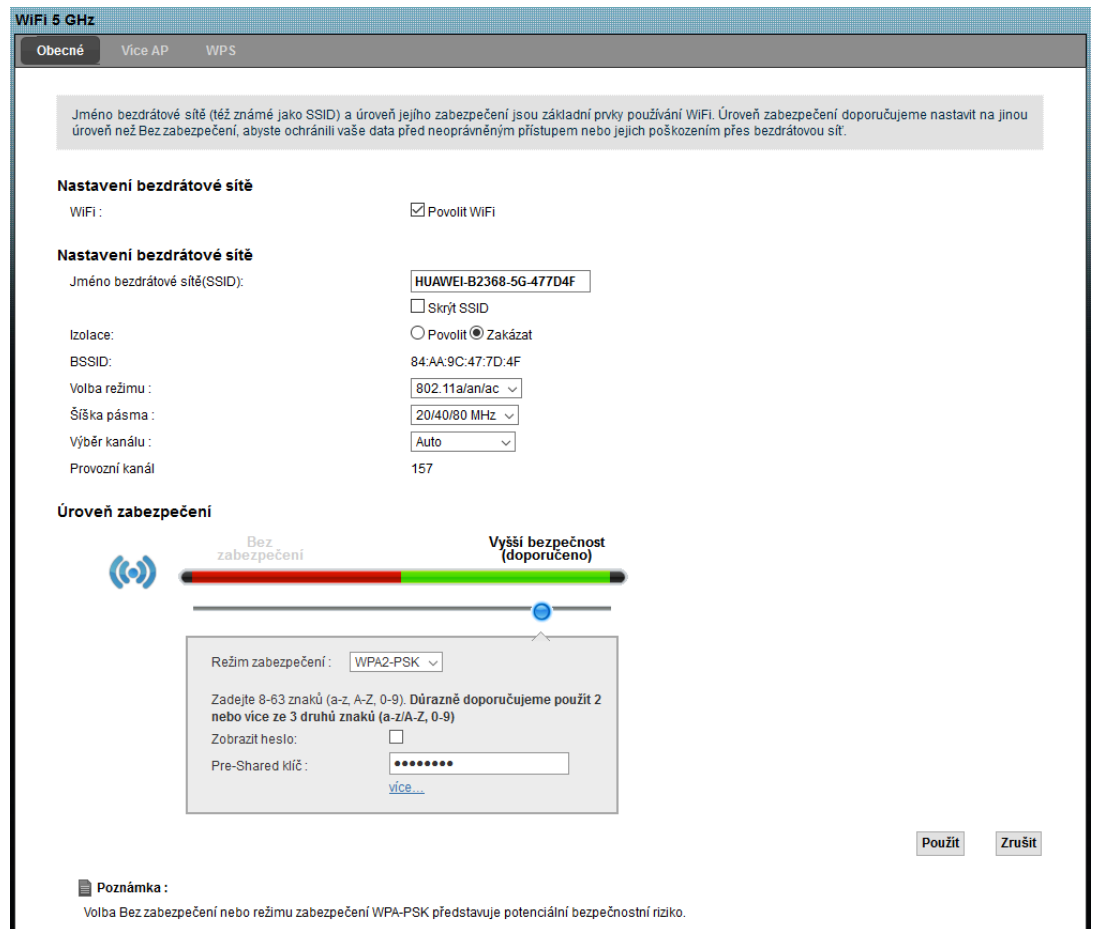 WiFi 5 GHz
Obecné
Více AP
WPS
Jméno bezdrátové sítě (též známé jako SSID) a úroveň jejího zabezpečení jsou základní prvky používání WiFi. Úroveň zabezpečení doporučujeme nastavit na jinou
úroveň než Bez zabezpečení, abyste ochránili vaše data před neoprávněným přístupem nebo jejich poškozením přes bezdrátovou síť.
Nastavení bezdrátové sítě
WiFi :
Povolit WiFi
Nastavení bezdrátové sítě
Jméno bezdrátové sítě(SSID):
HUAWEI-B2368-5G-477D4F
Skrýt SSID
Izolace:
Povolit Zakázat
BSSID:
84:AA:9C:47:7D:4F
Volba režimu :
802.11a/an/ac
Šíška pásma :
20/40/80 MHz
Výběr kanálu :
Auto
Provozní kanál
157
Úroveň zabezpečení
Bez
zabezpečení
Vyšší bezpečnost
(doporučeno)
Režim zabezpečení :
WPA2-PSK
Zadejte 8-63 znaků (a-z, A-Z, 0-9). Důrazně doporučujeme použít 2
nebo více ze 3 druhů znaků (a-z/A-Z, 0-9)
Zobrazit heslo:
Pre-Shared klíč :
●●●●●●●●
více...
Použít
Zrušit
Poznámka :
Volba Bez zabezpečení nebo režimu zabezpečení WPA-PSK představuje potenciální bezpečnostní riziko.